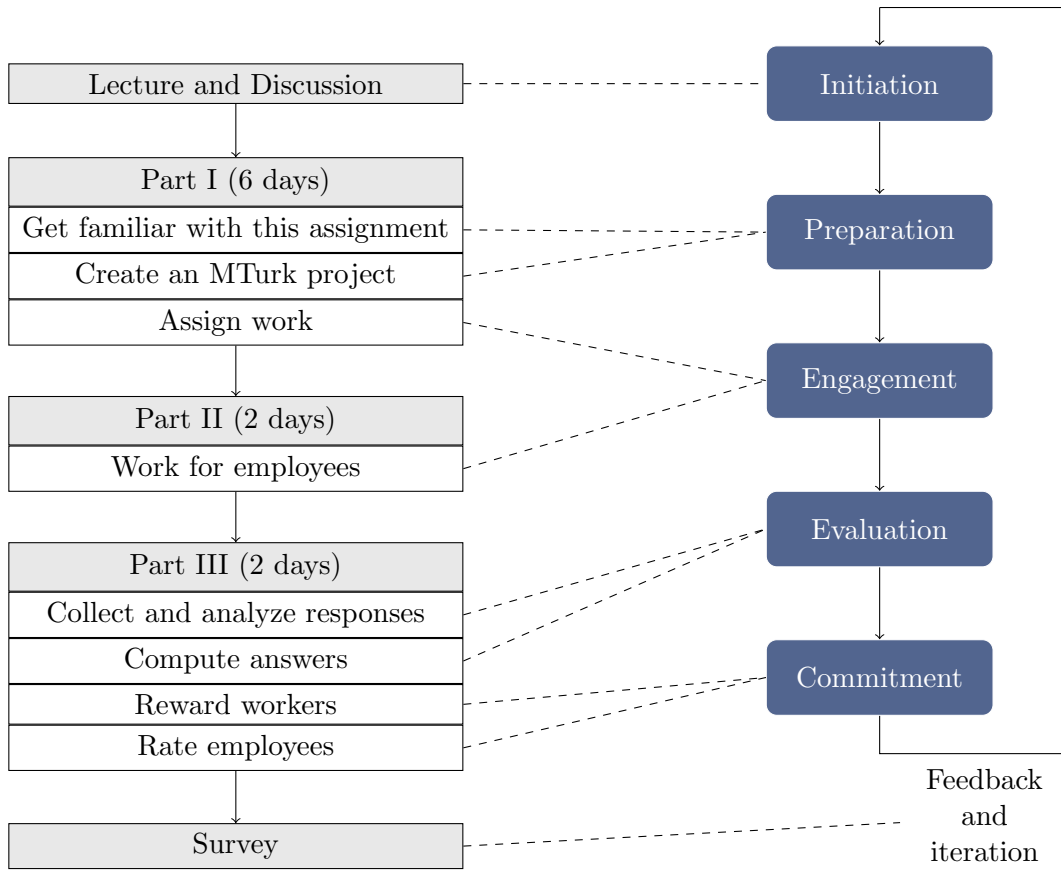 Lecture and Discussion
Part I (6 days)
Get familiar with this assignment
Create an MTurk project
Assign work
Part II (2 days)
Work for employees
Part III (2 days)
Collect and analyze responses
Compute answers
Reward workers
Rate employees
Survey
Initiation
Preparation
Engagement
Evaluation
Commitment
Feedback
and
iteration